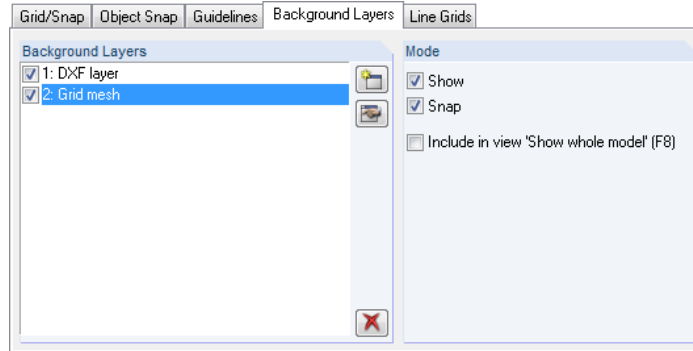 Grid/Snap Object Snap Guidelines Background Layers Line Grids
Background Layers
1: DXF layer
2: Grid mesh
Mode
Show
Snap
Include in view 'Show whole model' (F8)